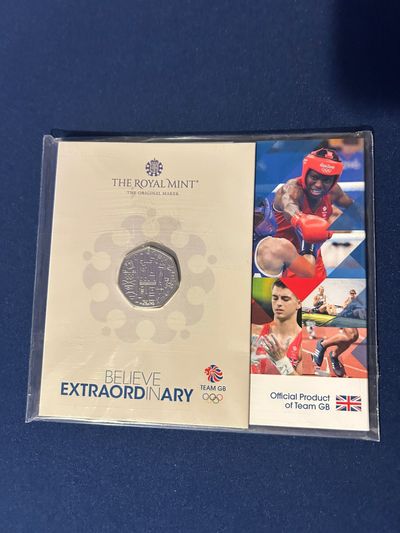 THE ROYAL MINT®
THE ORIGINAL MAKER
BELIEVE
EXTRAORDINARY
TEAM GB
Official Product
of Team GB